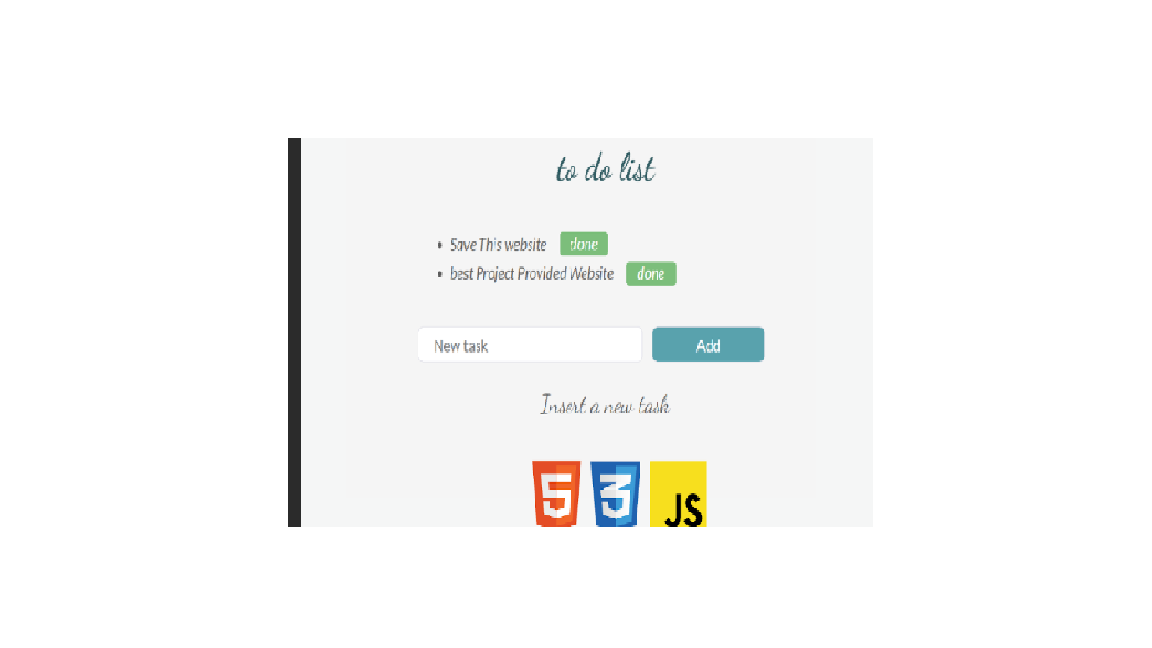 to do list
Save This website done
best Project Provided Website done
New task Add
Insert a new task
5 3 JS